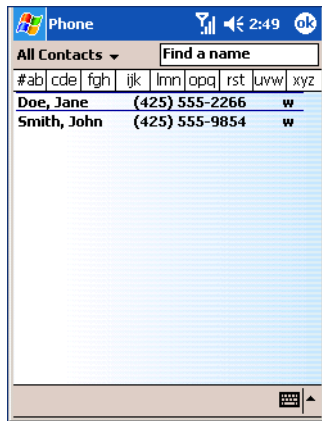 Phone 2:49 ok
All Contacts Find a name
#ab cde fgh ijk lmn opq rst uvw xyz
Doe, Jane (425) 555-2266 w
Smith, John (425) 555-9854 w